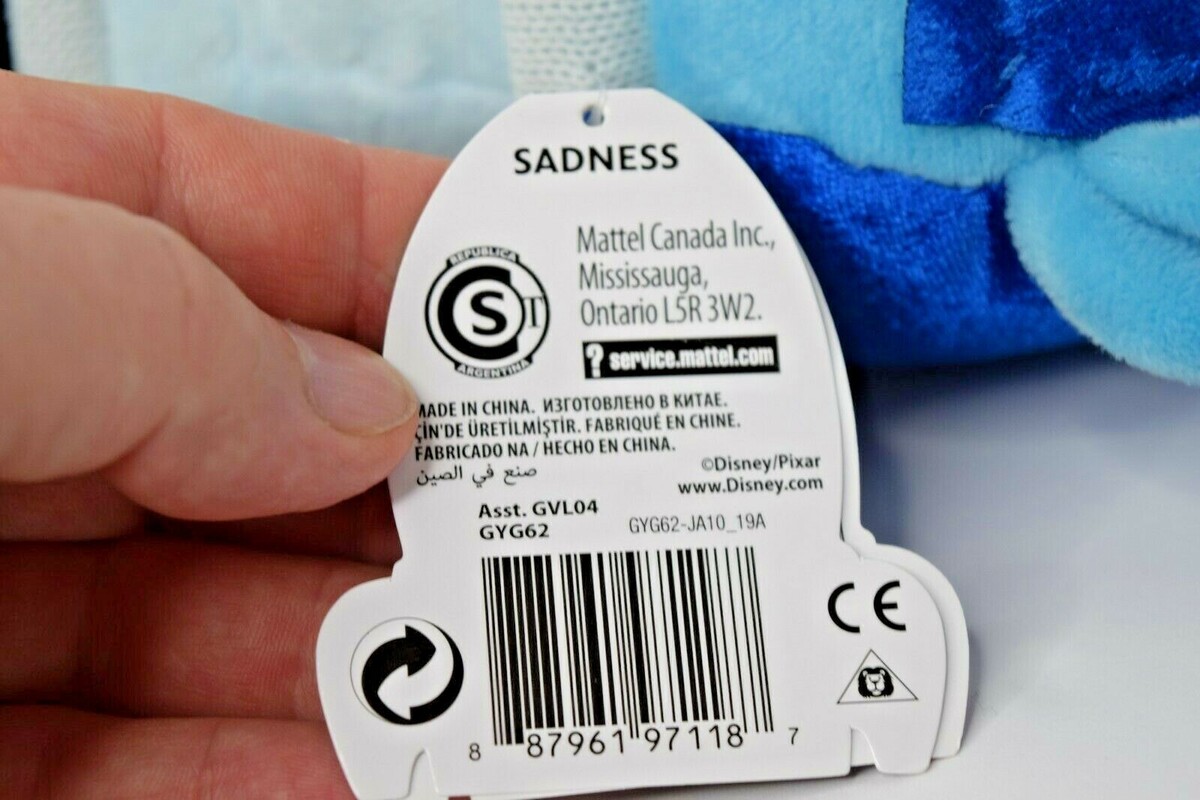 SADNESS
REPUBLICA
CS T
ARGENTINA
Mattel Canada Inc.,
Mississauga,
Ontario L5R 3W2.
? service.mattel.com
MADE IN CHINA. ИЗГОТОВЛЕНО В КИТАЕ.
ÇİN'DE ÜRETİLMİŞTİR. FABRIQUÉ EN CHINE.
FABRICADO NA / HECHO EN CHINA.
صنع في الصين
©Disney/Pixar
www.Disney.com
Asst. GVL04
GYG62
GYG62-JA10_19A
8 87961 97118 7
CE